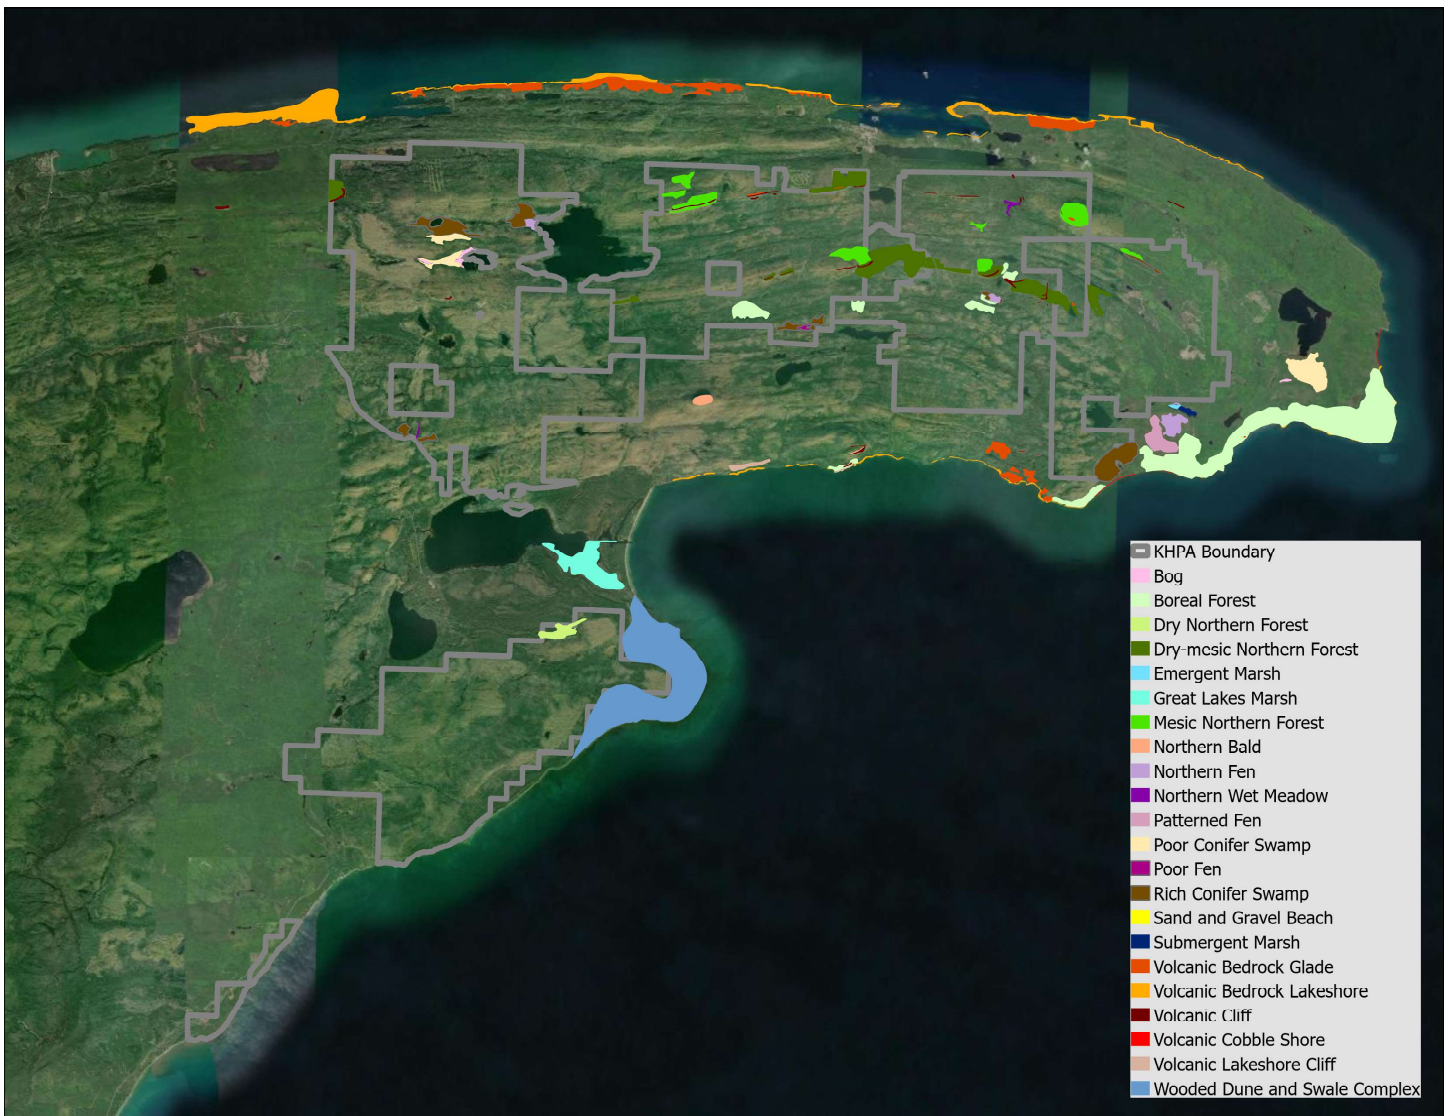 KHPA Boundary
Bog
Boreal Forest
Dry Northern Forest
Dry-mesic Northern Forest
Emergent Marsh
Great Lakes Marsh
Mesic Northern Forest
Northern Bald
Northern Fen
Northern Wet Meadow
Patterned Fen
Poor Conifer Swamp
Poor Fen
Rich Conifer Swamp
Sand and Gravel Beach
Submergent Marsh
Volcanic Bedrock Glade
Volcanic Bedrock Lakeshore
Volcanic Cliff
Volcanic Cobble Shore
Volcanic Lakeshore Cliff
Wooded Dune and Swale Complex